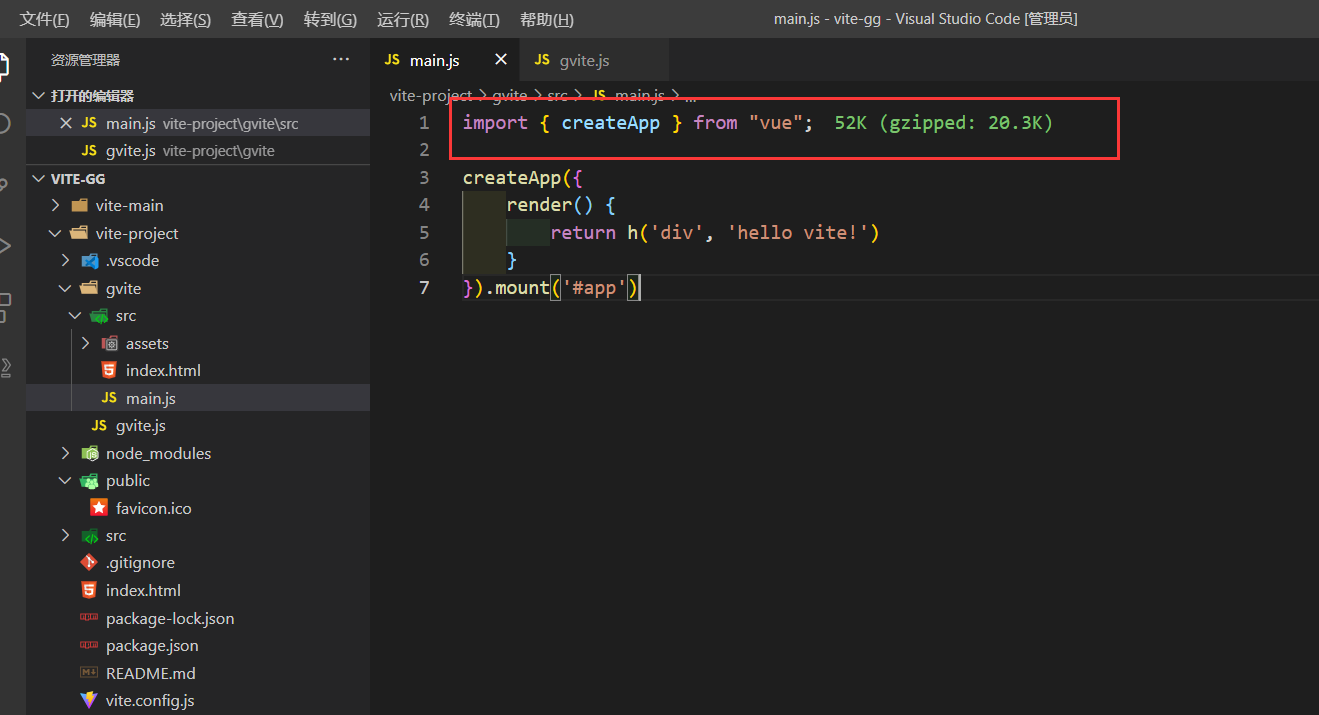 文件(F) 编辑(E) 选择(S) 查看(V) 转到(G) 运行(R) 终端(T) 帮助(H) main.js - vite-gg - Visual Studio Code [管理员]
资源管理器 ···
打开的编辑器
JS main.js vite-project\gvite\src
JS gvite.js vite-project\gvite
VITE-GG
vite-main
vite-project
.vscode
gvite
src
assets
index.html
JS main.js
JS gvite.js
node_modules
public
favicon.ico
src
.gitignore
index.html
package-lock.json
package.json
README.md
vite.config.js
JS main.js JS gvite.js
vite-project > gvite > src > JS main.js > ...
1 import { createApp } from "vue"; 52K (gzipped: 20.3K)
2
3 createApp({
4 render() {
5 return h('div', 'hello vite!')
6 }
7 }).mount('#app')